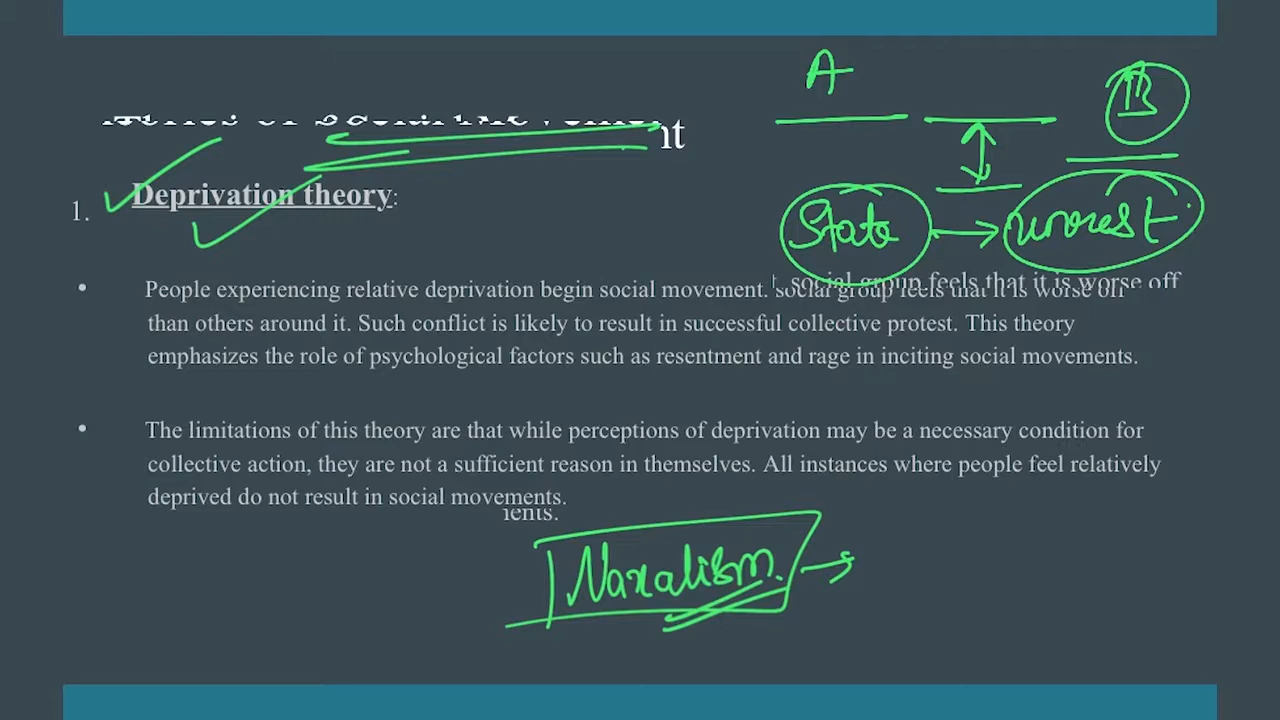 A
B
nt
1. Deprivation theory:
State → unrest
• People experiencing relative deprivation begin social movement. social group feels that it is worse off
than others around it. Such conflict is likely to result in successful collective protest. This theory
emphasizes the role of psychological factors such as resentment and rage in inciting social movements.
• The limitations of this theory are that while perceptions of deprivation may be a necessary condition for
collective action, they are not a sufficient reason in themselves. All instances where people feel relatively
deprived do not result in social movements.
Naxalism →